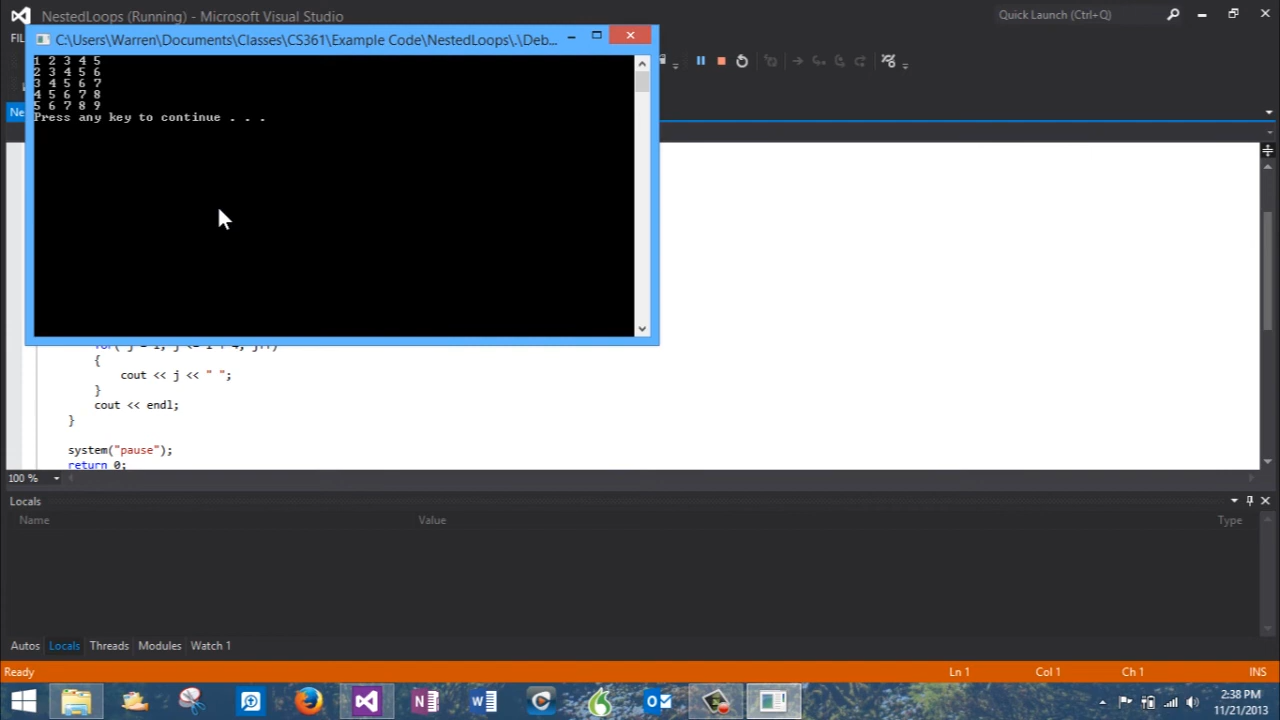 NestedLoops (Running) - Microsoft Visual Studio
Quick Launch (Ctrl+Q)
C:\Users\Warren\Documents\Classes\CS361\Example Code\NestedLoops\.\Deb...
1 2 3 4 5
2 3 4 5 6
3 4 5 6 7
4 5 6 7 8
5 6 7 8 9
Press any key to continue . . .
{
cout << j << " ";
}
cout << endl;
}
system("pause");
return 0;
100 %
Locals
Name Value Type
Autos Locals Threads Modules Watch 1
Ready Ln 1 Col 1 Ch 1 INS
2:38 PM
11/21/2013